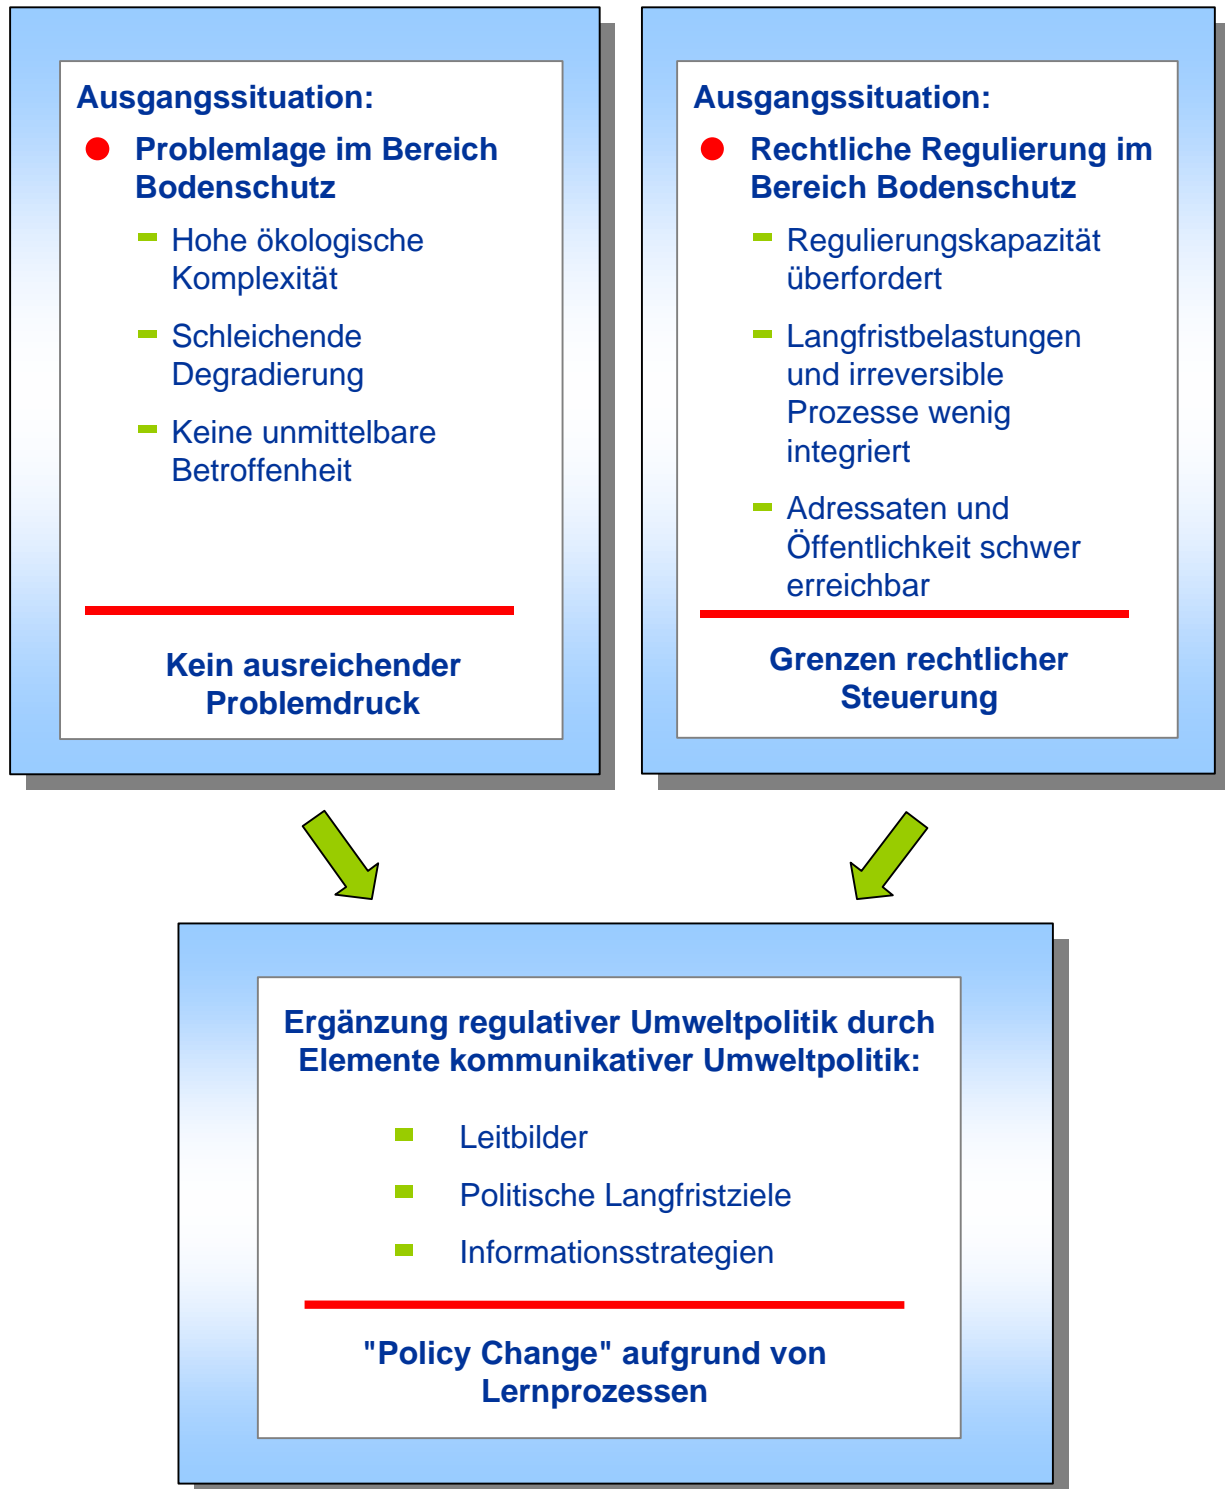 Ausgangssituation:
Problemlage im Bereich
Bodenschutz
Hohe ökologische
Komplexität
Schleichende
Degradierung
Keine unmittelbare
Betroffenheit
Kein ausreichender
Problemdruck
Ausgangssituation:
Rechtliche Regulierung im
Bereich Bodenschutz
Regulierungskapazität
überfordert
Langfristbelastungen
und irreversible
Prozesse wenig
integriert
Adressaten und
Öffentlichkeit schwer
erreichbar
Grenzen rechtlicher
Steuerung
Ergänzung regulativer Umweltpolitik durch
Elemente kommunikativer Umweltpolitik:
Leitbilder
Politische Langfristziele
Informationsstrategien
"Policy Change" aufgrund von
Lernprozessen